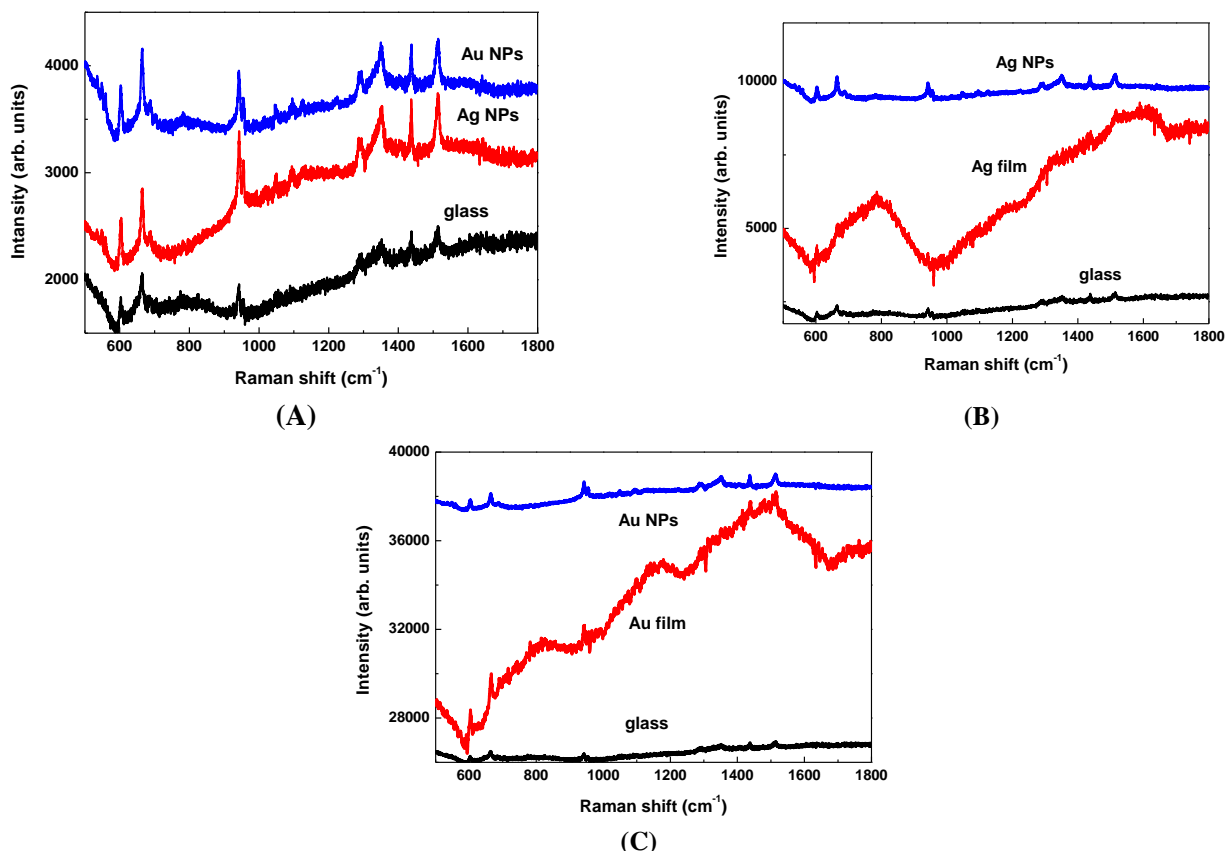 4000
3000
2000
Intansity (arb. units)
Au NPs
Ag NPs
glass
600 800 1000 1200 1400 1600 1800
Raman shift (cm⁻¹)
(A)
10000
5000
Intensity (arb. units)
Ag NPs
Ag film
glass
600 800 1000 1200 1400 1600 1800
Raman shift (cm⁻¹)
(B)
40000
36000
32000
28000
Intensity (arb. units)
Au NPs
Au film
glass
600 800 1000 1200 1400 1600 1800
Raman shift (cm⁻¹)
(C)